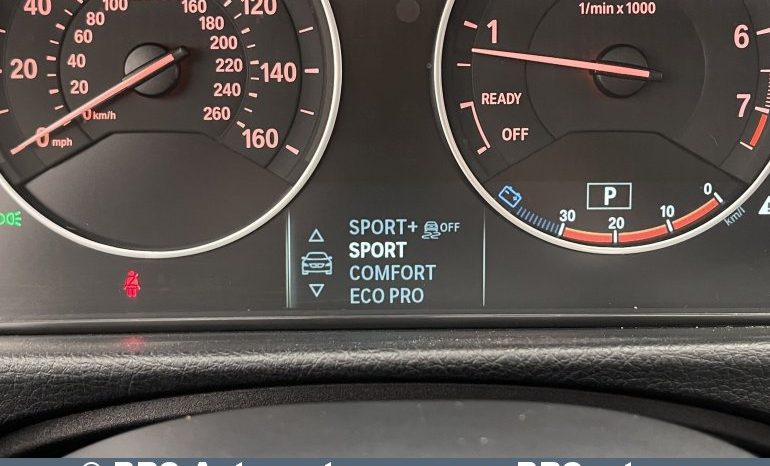 40
20
0 mph
100
80
60
40
20
0 km/h
160
180
200
220
240
260
120
140
160
1/min x 1000
1
6
7
READY
OFF
P
30
20
10
0
km/h
SPORT+ OFF
SPORT
COMFORT
ECO PRO